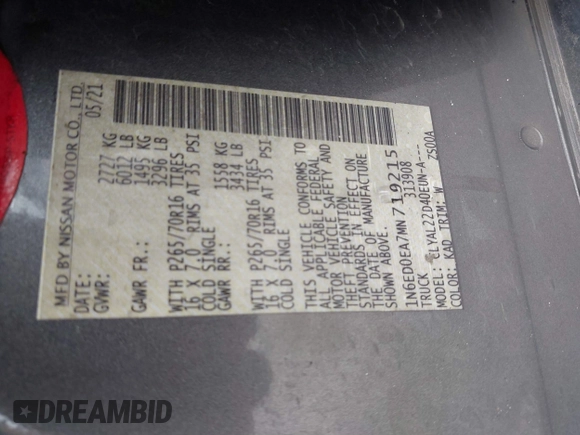 MFD BY NISSAN MOTOR CO., LTD.
DATE: 05/21
GVWR: 2727 KG
6012 LB
GAWR FR.: 1495 KG
3296 LB
WITH P265/70R16 TIRES
16 X 7.0 RIMS AT 35 PSI
COLD SINGLE
GAWR RR.: 1558 KG
3434 LB
WITH P265/70R16 TIRES
16 X 7.0 RIMS AT 35 PSI
COLD SINGLE
THIS VEHICLE CONFORMS TO
ALL APPLICABLE FEDERAL
MOTOR VEHICLE SAFETY AND
STANDARDS IN EFFECT ON
THE DATE OF MANUFACTURE
SHOWN ABOVE.
1N6ED0EA7MN719215
TRUCK 313908
MODEL: CLYALZZD40EUN-A---
COLOR: KAD TRIM: W Z500A
DREAMBID